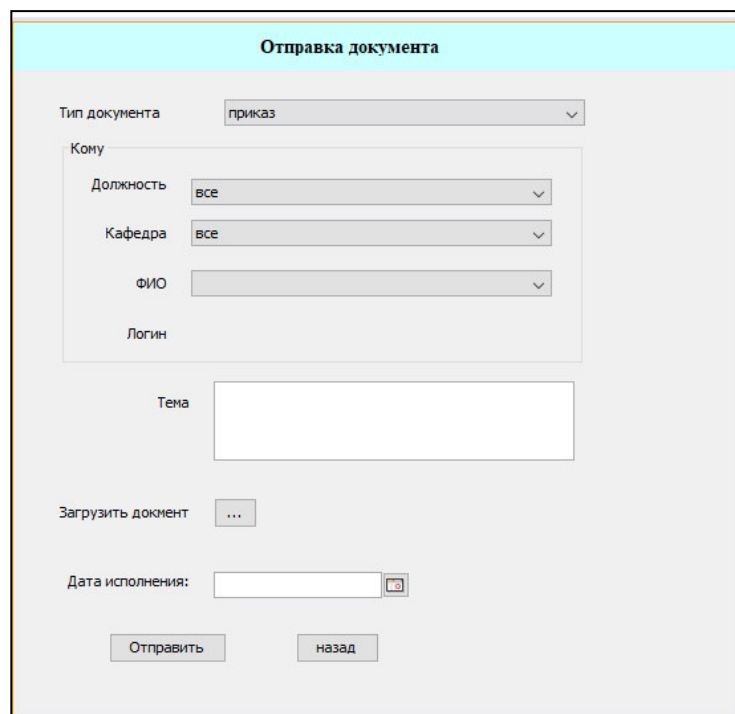 Отправка документа
Тип документа приказ
Кому
Должность все
Кафедра все
ФИО
Логин
Тема
Загрузить докмент ...
Дата исполнения:
Отправить назад